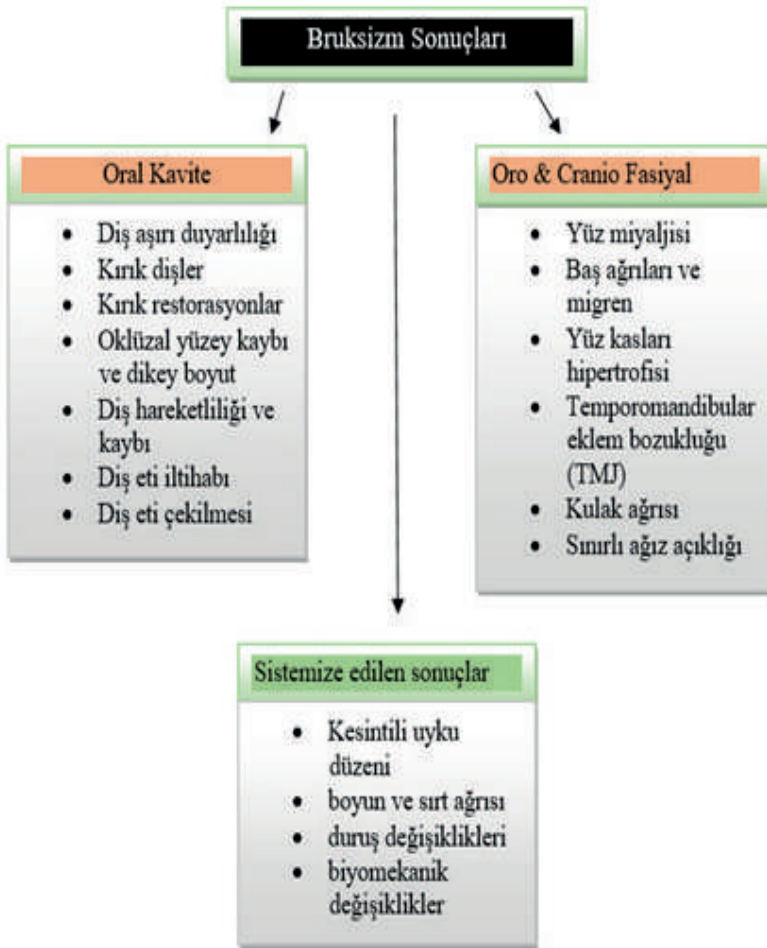 Bruksizm Sonuçları
Oral Kavite
• Diş aşırı duyarlılığı
• Kırık dişler
• Kırık restorasyonlar
• Oklüzal yüzey kaybı
ve dikey boyut
• Diş hareketliliği ve
kaybı
• Diş eti iltihabı
• Diş eti çekilmesi
Oro & Cranio Fasiyal
• Yüz miyaljisi
• Baş ağrıları ve
migren
• Yüz kasları
hipertrofisi
• Temporomandibular
eklem bozukluğu
(TMJ)
• Kulak ağrısı
• Sınırlı ağız açıklığı
Sistemize edilen sonuçlar
• Kesintili uyku
düzeni
• boyun ve sırt ağrısı
• duruş değişiklikleri
• biyomekanik
değişiklikler